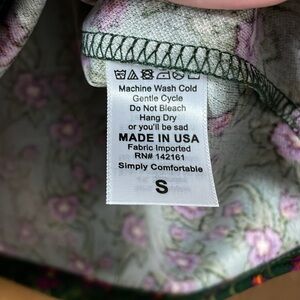 Machine Wash Cold
Gentle Cycle
Do Not Bleach
Hang Dry
or you'll be sad
MADE IN USA
Fabric Imported
RN# 142161
Simply Comfortable
S